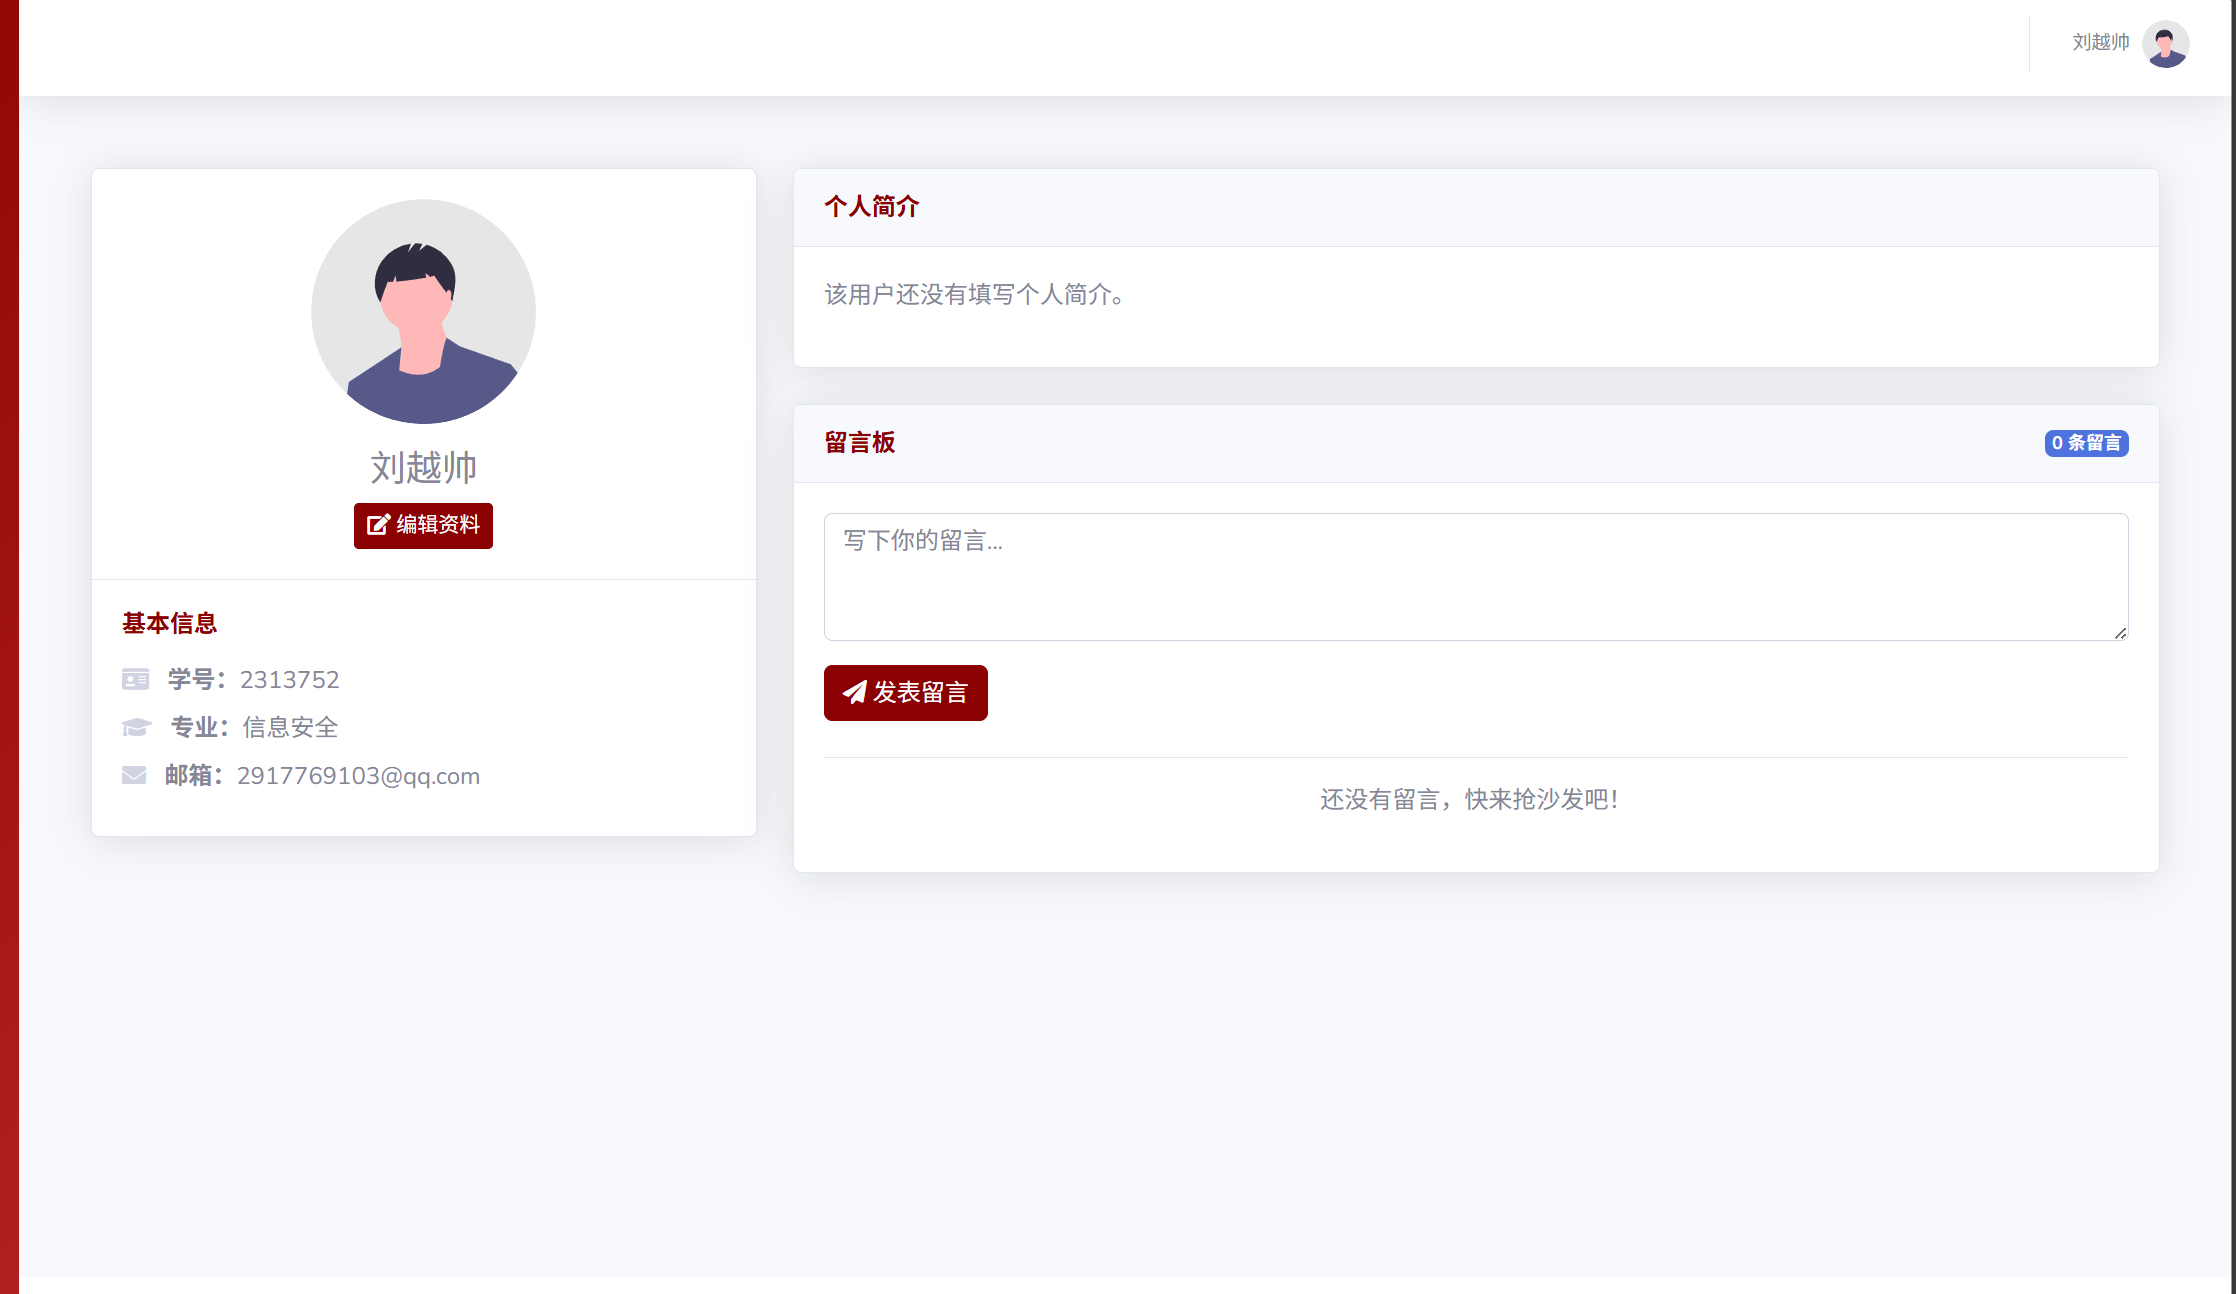 刘越帅
刘越帅
编辑资料
基本信息
学号：2313752
专业：信息安全
邮箱：2917769103@qq.com
个人简介
该用户还没有填写个人简介。
留言板
0 条留言
写下你的留言...
发表留言
还没有留言，快来抢沙发吧！